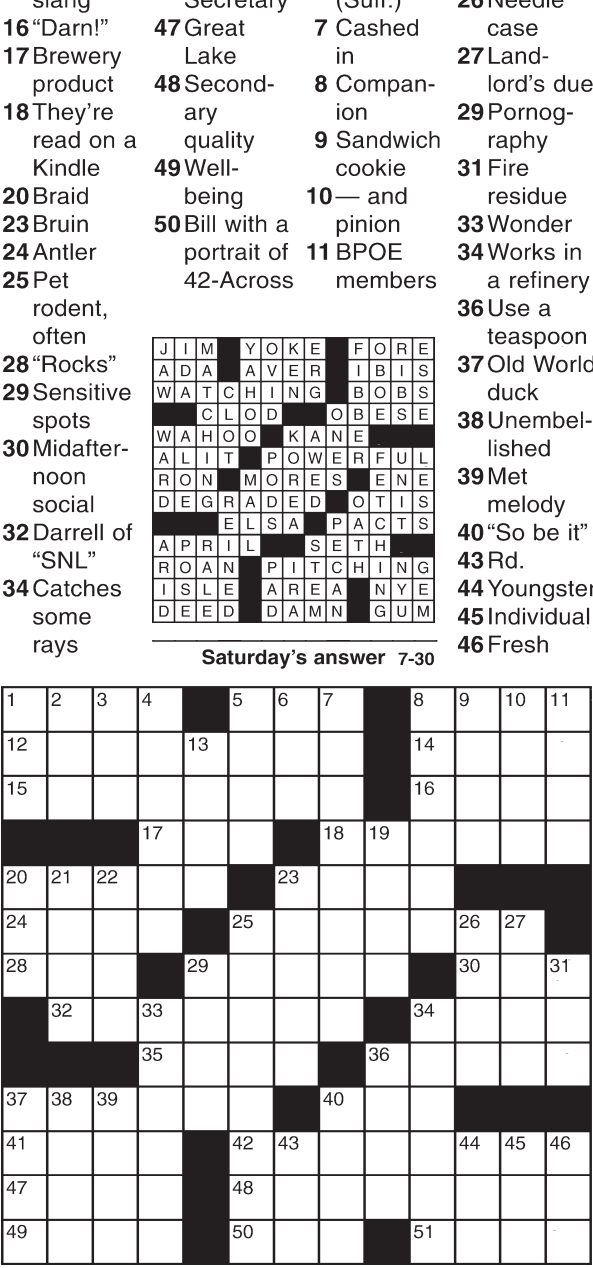 slang
16 “Darn!”
17 Brewery
product
18 They’re
read on a
Kindle
20 Braid
23 Bruin
24 Antler
25 Pet
rodent,
often
28 “Rocks”
29 Sensitive
spots
30 Midafter-
noon
social
32 Darrell of
“SNL”
34 Catches
some
rays
Secretary
47 Great
Lake
48 Second-
ary
quality
49 Well-
being
50 Bill with a
portrait of
42-Across
(Suff.)
7 Cashed
in
8 Compan-
ion
9 Sandwich
cookie
10 — and
pinion
11 BPOE
members
26 Needle
case
27 Land-
lord’s due
29 Pornog-
raphy
31 Fire
residue
33 Wonder
34 Works in
a refinery
36 Use a
teaspoon
37 Old World
duck
38 Unembel-
lished
39 Met
melody
40 “So be it”
43 Rd.
44 Youngster
45 Individual
46 Fresh
J I M Y O K E F O R E
A D A A V E R I B I S
W A T C H I N G B O B S
C L O D O B E S E
W A H O O K A N E
A L I T P O W E R F U L
R O N M O R E S E N E
D E G R A D E D O T I S
E L S A P A C T S
A P R I L S E T H
R O A N P I T C H I N G
I S L E A R E A N Y E
D E E D D A M N G U M
Saturday’s answer 7-30
1 2 3 4 5 6 7 8 9 10 11
12 13 14
15 16
17 18 19
20 21 22 23
24 25 26 27
28 29 30 31
32 33 34
35 36
37 38 39 40
41 42 43 44 45 46
47 48
49 50 51